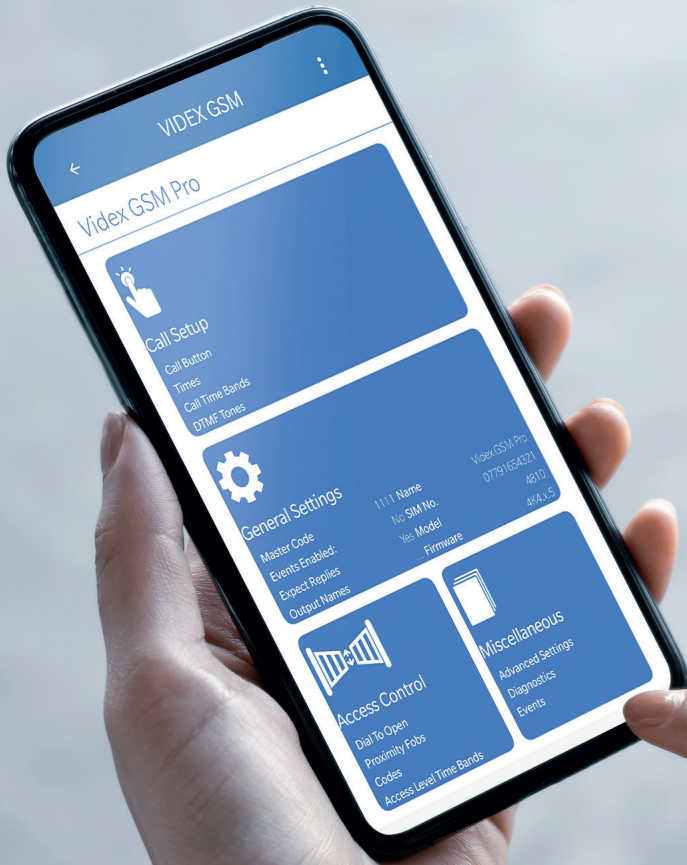 VIDEX GSM
Videx GSM Pro
Call Setup
Call Button
Times
Call Time Bands
DTMF Tones
General Settings
Master Code 1111 Name Videx GSM Pro
Events Enabled: No SIM No. 07791654321
Expect Replies Yes Model 4810
Output Names ... Firmware 4K4.x.5
Access Control
Dial To Open
Proximity Fobs
Codes
Access Level Time Bands
Miscellaneous
Advanced Settings
Diagnostics
Events